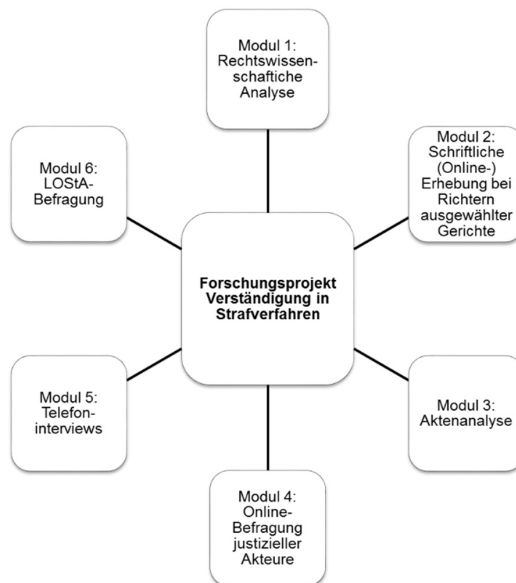 Modul 1:
Rechtswissen-
schaftiche
Analyse
Modul 2:
Schriftliche
(Online-)
Erhebung bei
Richtern
ausgewählter
Gerichte
Modul 6:
LOStA-
Befragung
Forschungsprojekt
Verständigung in
Strafverfahren
Modul 5:
Telefon-
interviews
Modul 3:
Aktenanalyse
Modul 4:
Online-
Befragung
justizieller
Akteure